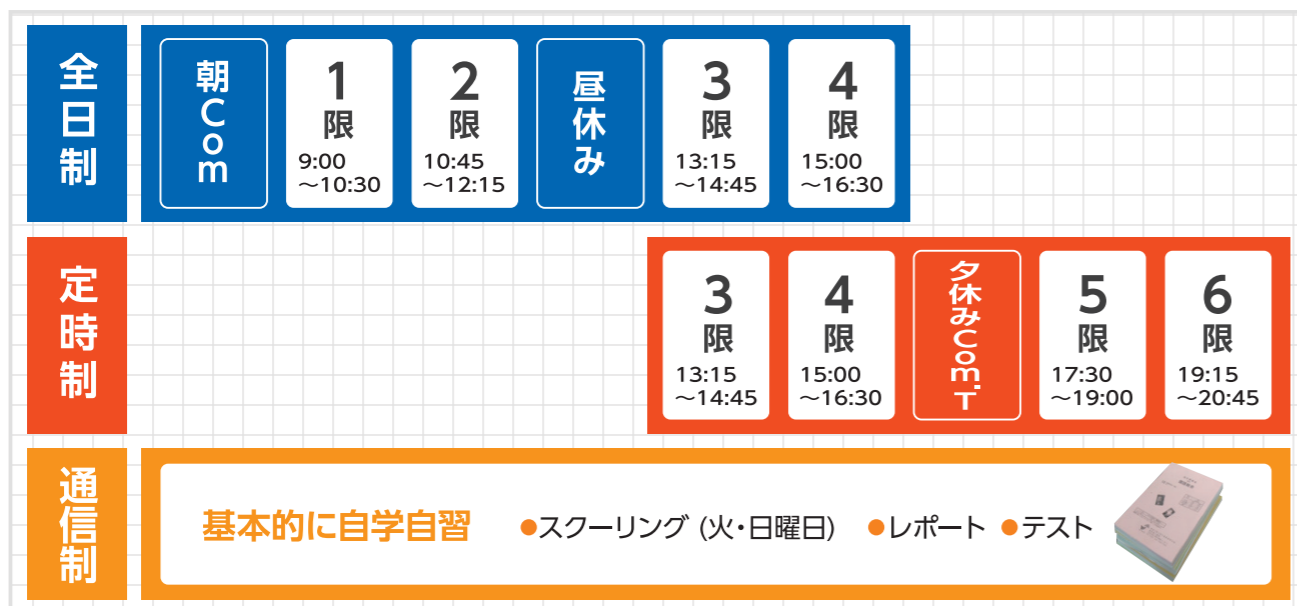 全日制
朝Com
1
限
9:00
～10:30
2
限
10:45
～12:15
昼休み
3
限
13:15
～14:45
4
限
15:00
～16:30
定時制
3
限
13:15
～14:45
4
限
15:00
～16:30
夕休みCom.T
5
限
17:30
～19:00
6
限
19:15
～20:45
通信制
基本的に自学自習 ●スクーリング (火・日曜日) ●レポート ●テスト